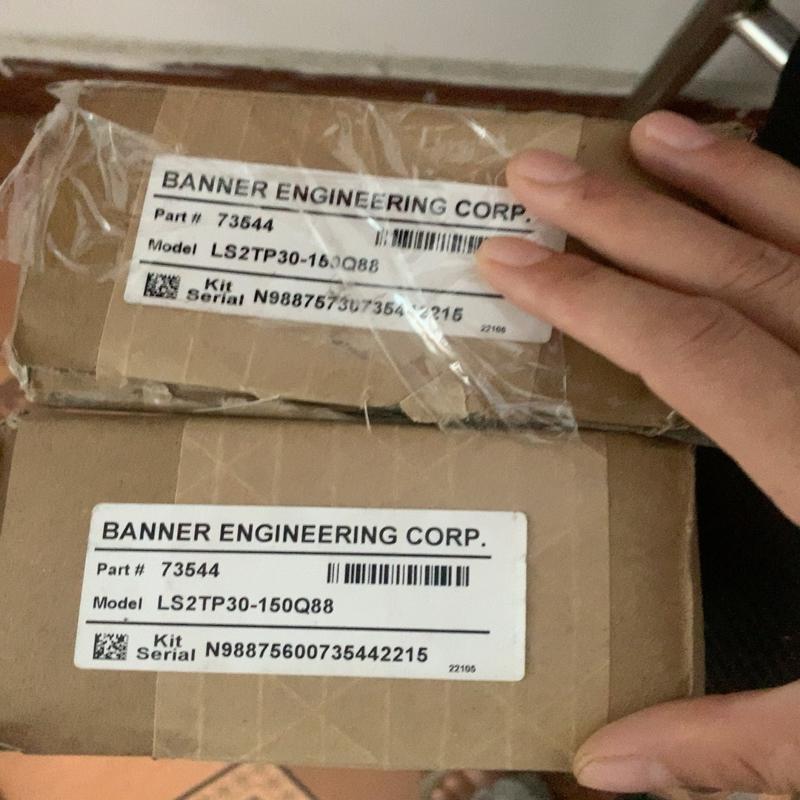 BANNER ENGINEERING CORP.
Part # 73544
Model LS2TP30-150Q88
Kit
Serial
22106
BANNER ENGINEERING CORP.
Part # 73544
Model LS2TP30-150Q88
Kit
Serial N98875600735442215
22105